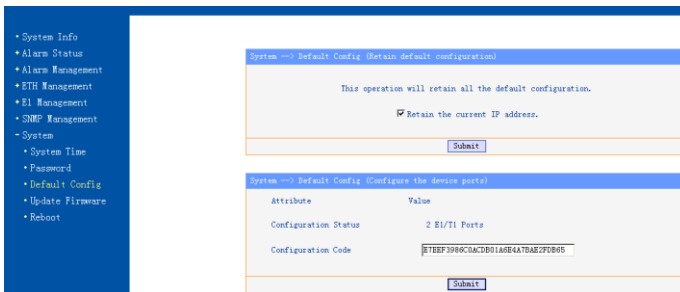 System Info
Alarm Status
Alarm Management
ETH Management
E1 Management
SNMP Management
System
System Time
Password
Default Config
Update Firmware
Reboot
System --> Default Config (Retain default configuration)
This operation will retain all the default configuration.
Retain the current IP address.
Submit
System --> Default Config (Configure the device ports)
Attribute Value
Configuration Status 2 E1/T1 Ports
Configuration Code
Submit